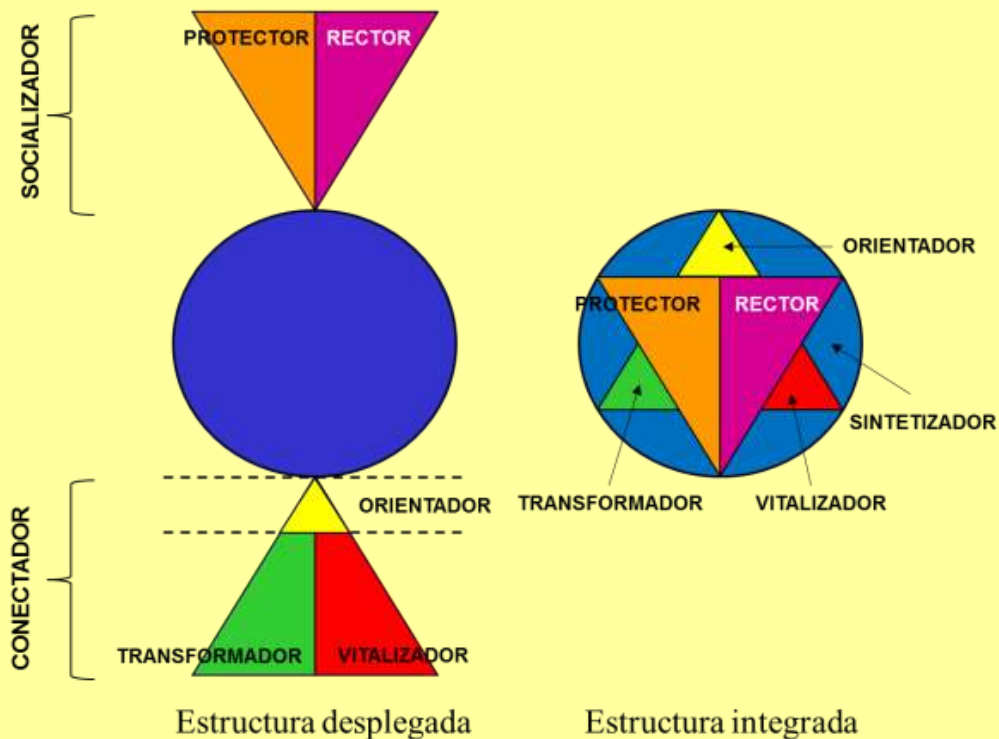 SOCIALIZADOR
PROTECTOR
RECTOR
ORIENTADOR
PROTECTOR
RECTOR
SINTETIZADOR
TRANSFORMADOR
VITALIZADOR
CONECTADOR
ORIENTADOR
TRANSFORMADOR
VITALIZADOR
Estructura desplegada
Estructura integrada